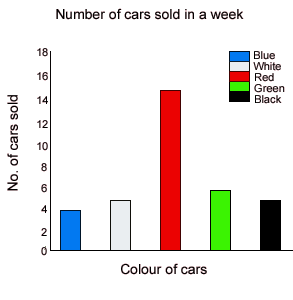 Number of cars sold in a week
18
16
14
12
10
8
6
4
2
0
No. of cars sold
Blue
White
Red
Green
Black
Colour of cars